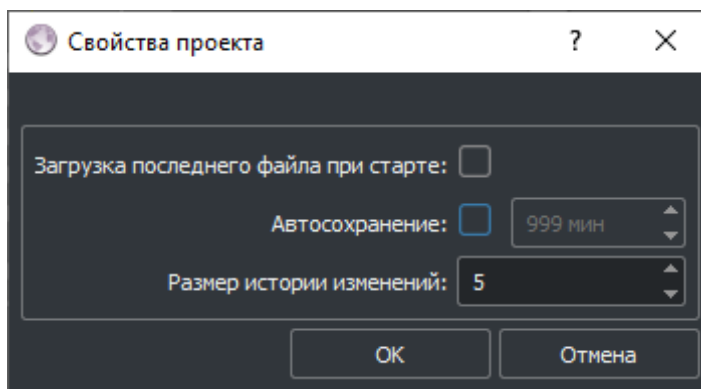 Свойства проекта
Загрузка последнего файла при старте:
Автосохранение: 999 мин
Размер истории изменений: 5
OK Отмена